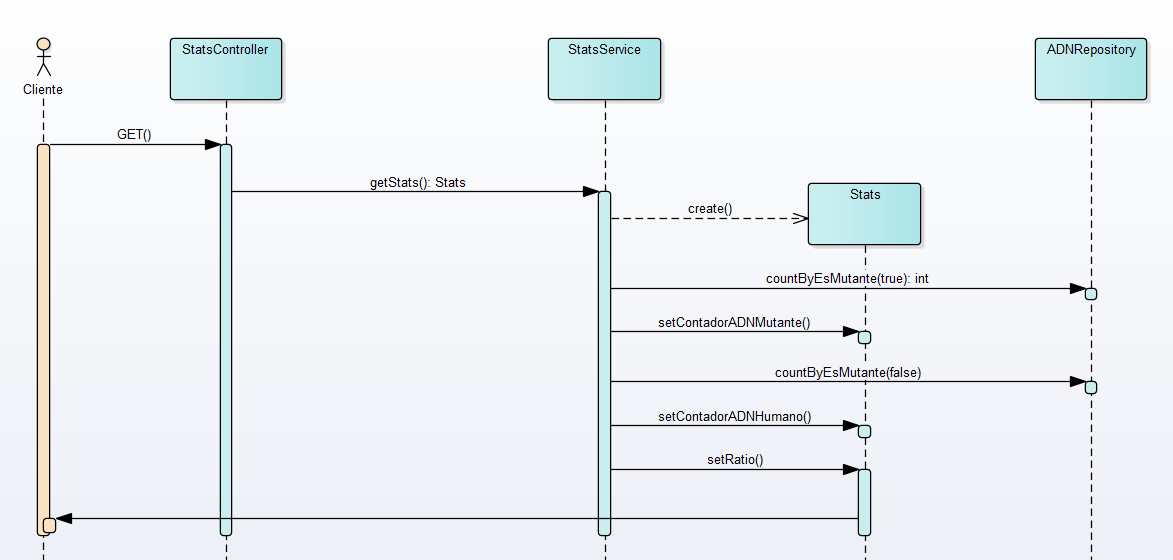 StatsController
StatsService
ADNRepository
Cliente
GET()
getStats(): Stats
Stats
create()
countByEsMutante(true): int
setContadorADNMutante()
countByEsMutante(false)
setContadorADNHumano()
setRatio()